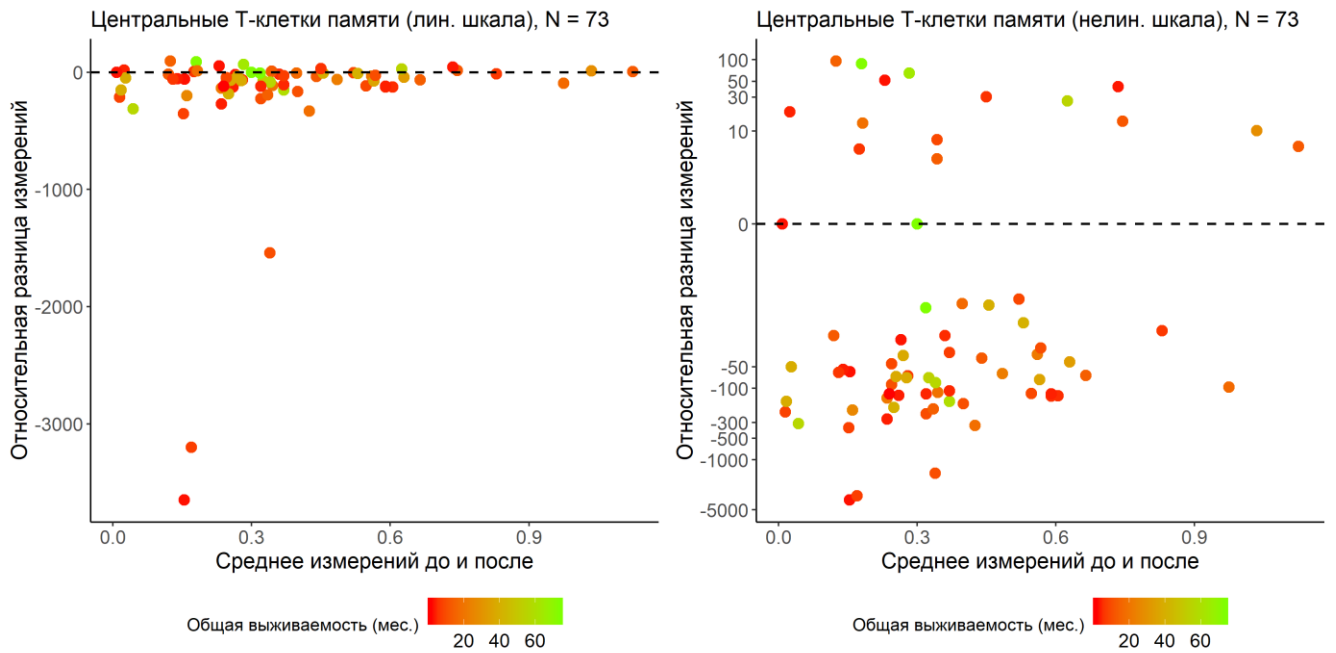 Центральные Т-клетки памяти (лин. шкала), N = 73
Относительная разница измерений
0
-1000
-2000
-3000
0.0 0.3 0.6 0.9
Среднее измерений до и после
Общая выживаемость (мес.)
20 40 60
Центральные Т-клетки памяти (нелин. шкала), N = 73
Относительная разница измерений
100
50
30
10
0
-50
-100
-300
-500
-1000
-5000
0.0 0.3 0.6 0.9
Среднее измерений до и после
Общая выживаемость (мес.)
20 40 60